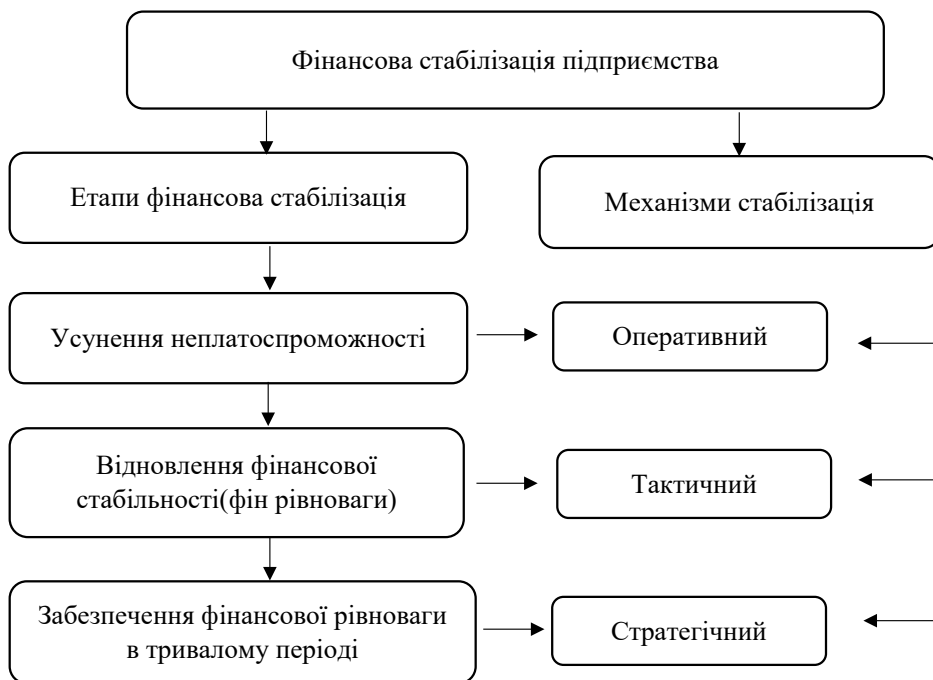 Фінансова стабілізація підприємства
Етапи фінансова стабілізація
Механізми стабілізація
Усунення неплатоспроможності
Оперативний
Відновлення фінансової
стабільності(фін рівноваги)
Тактичний
Забезпечення фінансової рівноваги
в тривалому періоді
Стратегічний